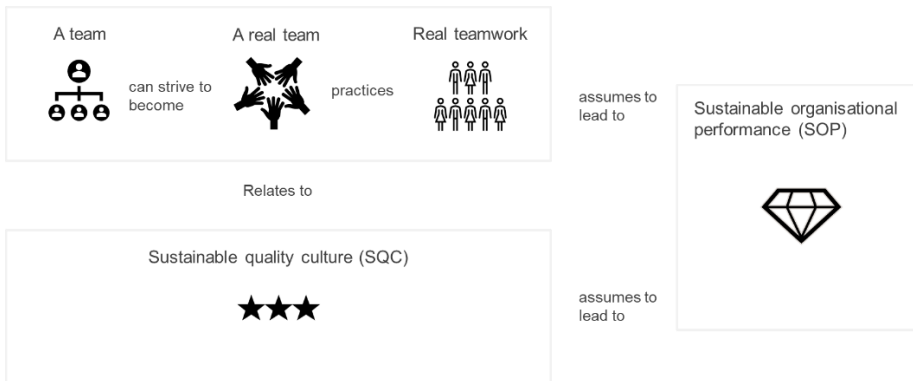 A team
A real team
Real teamwork
can strive to
become
practices
assumes to
lead to
Sustainable organisational
performance (SOP)
Relates to
Sustainable quality culture (SQC)
assumes to
lead to